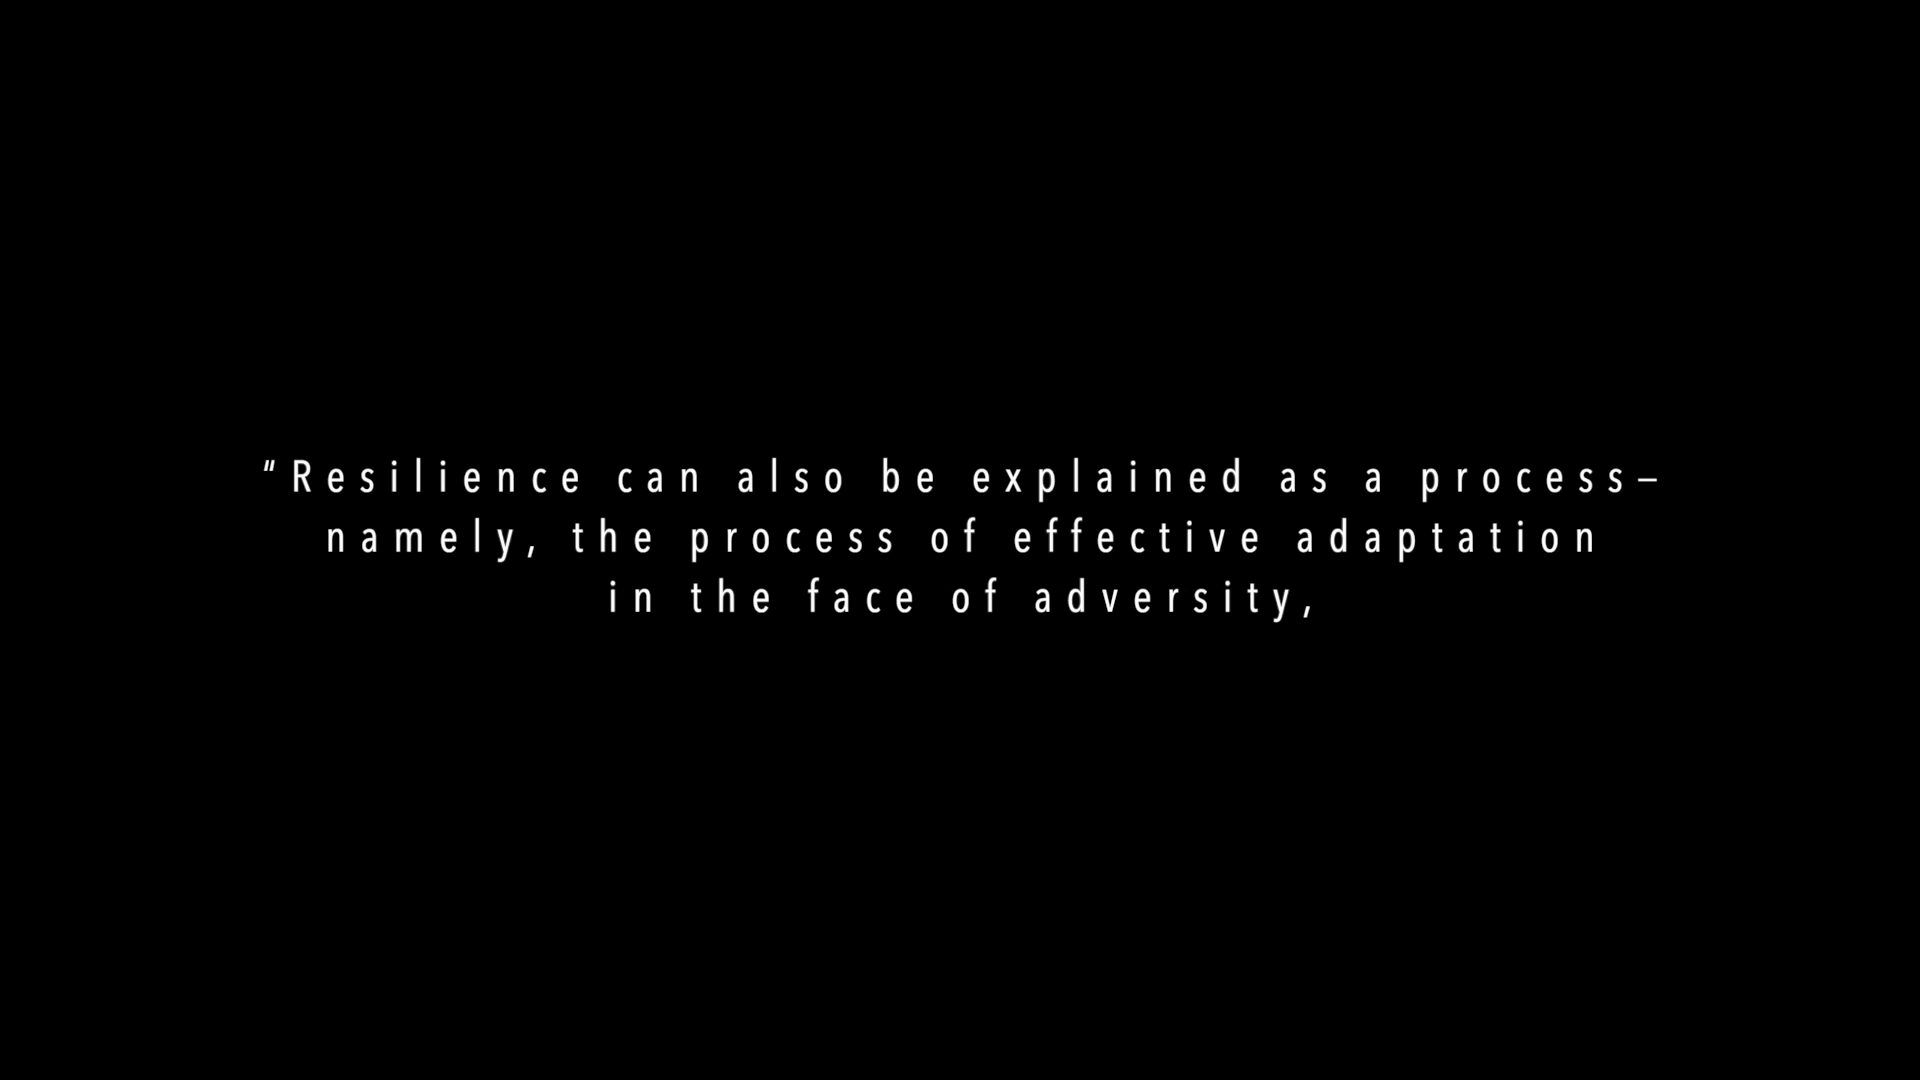 "Resilience can also be explained as a process–
namely, the process of effective adaptation
in the face of adversity,